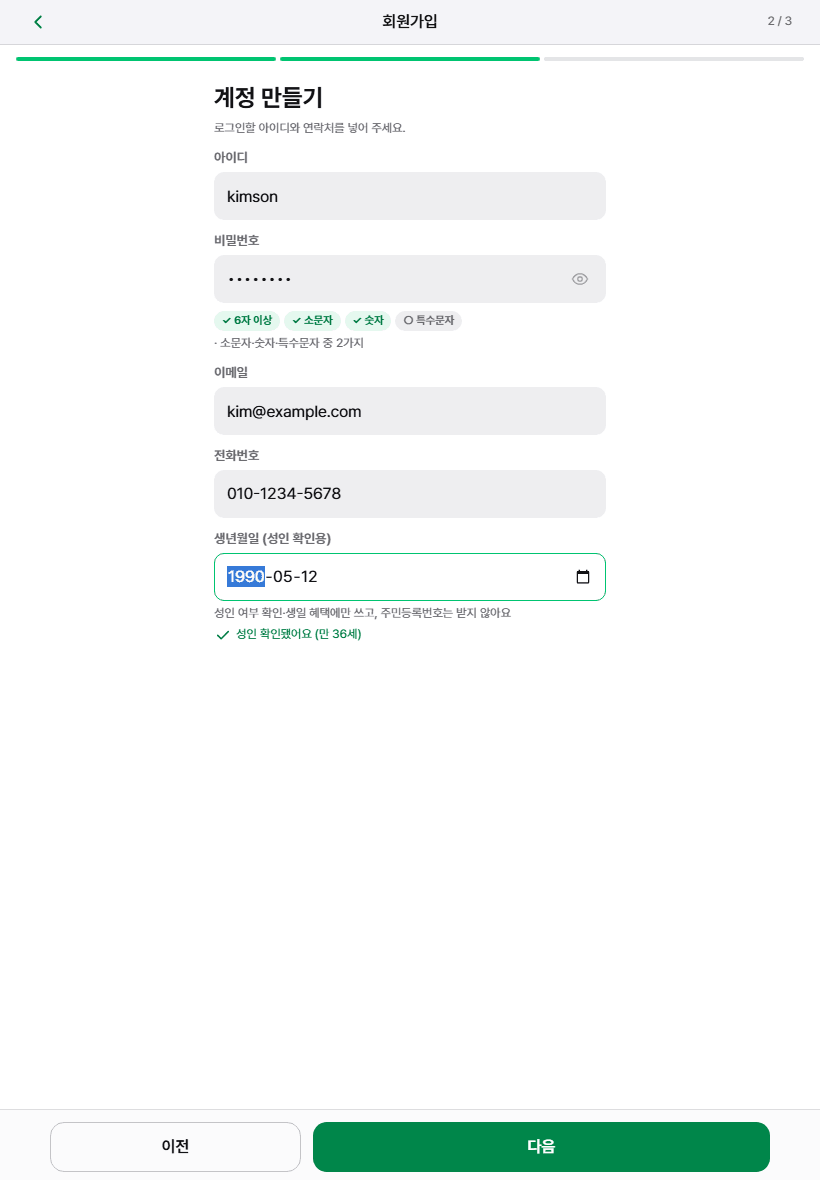 회원가입
2 / 3
계정 만들기
로그인할 아이디와 연락처를 넣어 주세요.
아이디
kimson
비밀번호
••••••••
✓ 6자 이상 ✓ 소문자 ✓ 숫자 ○ 특수문자
· 소문자·숫자·특수문자 중 2가지
이메일
kim@example.com
전화번호
010-1234-5678
생년월일 (성인 확인용)
1990-05-12
성인 여부 확인·생일 혜택에만 쓰고, 주민등록번호는 받지 않아요
✓ 성인 확인됐어요 (만 36세)
이전
다음